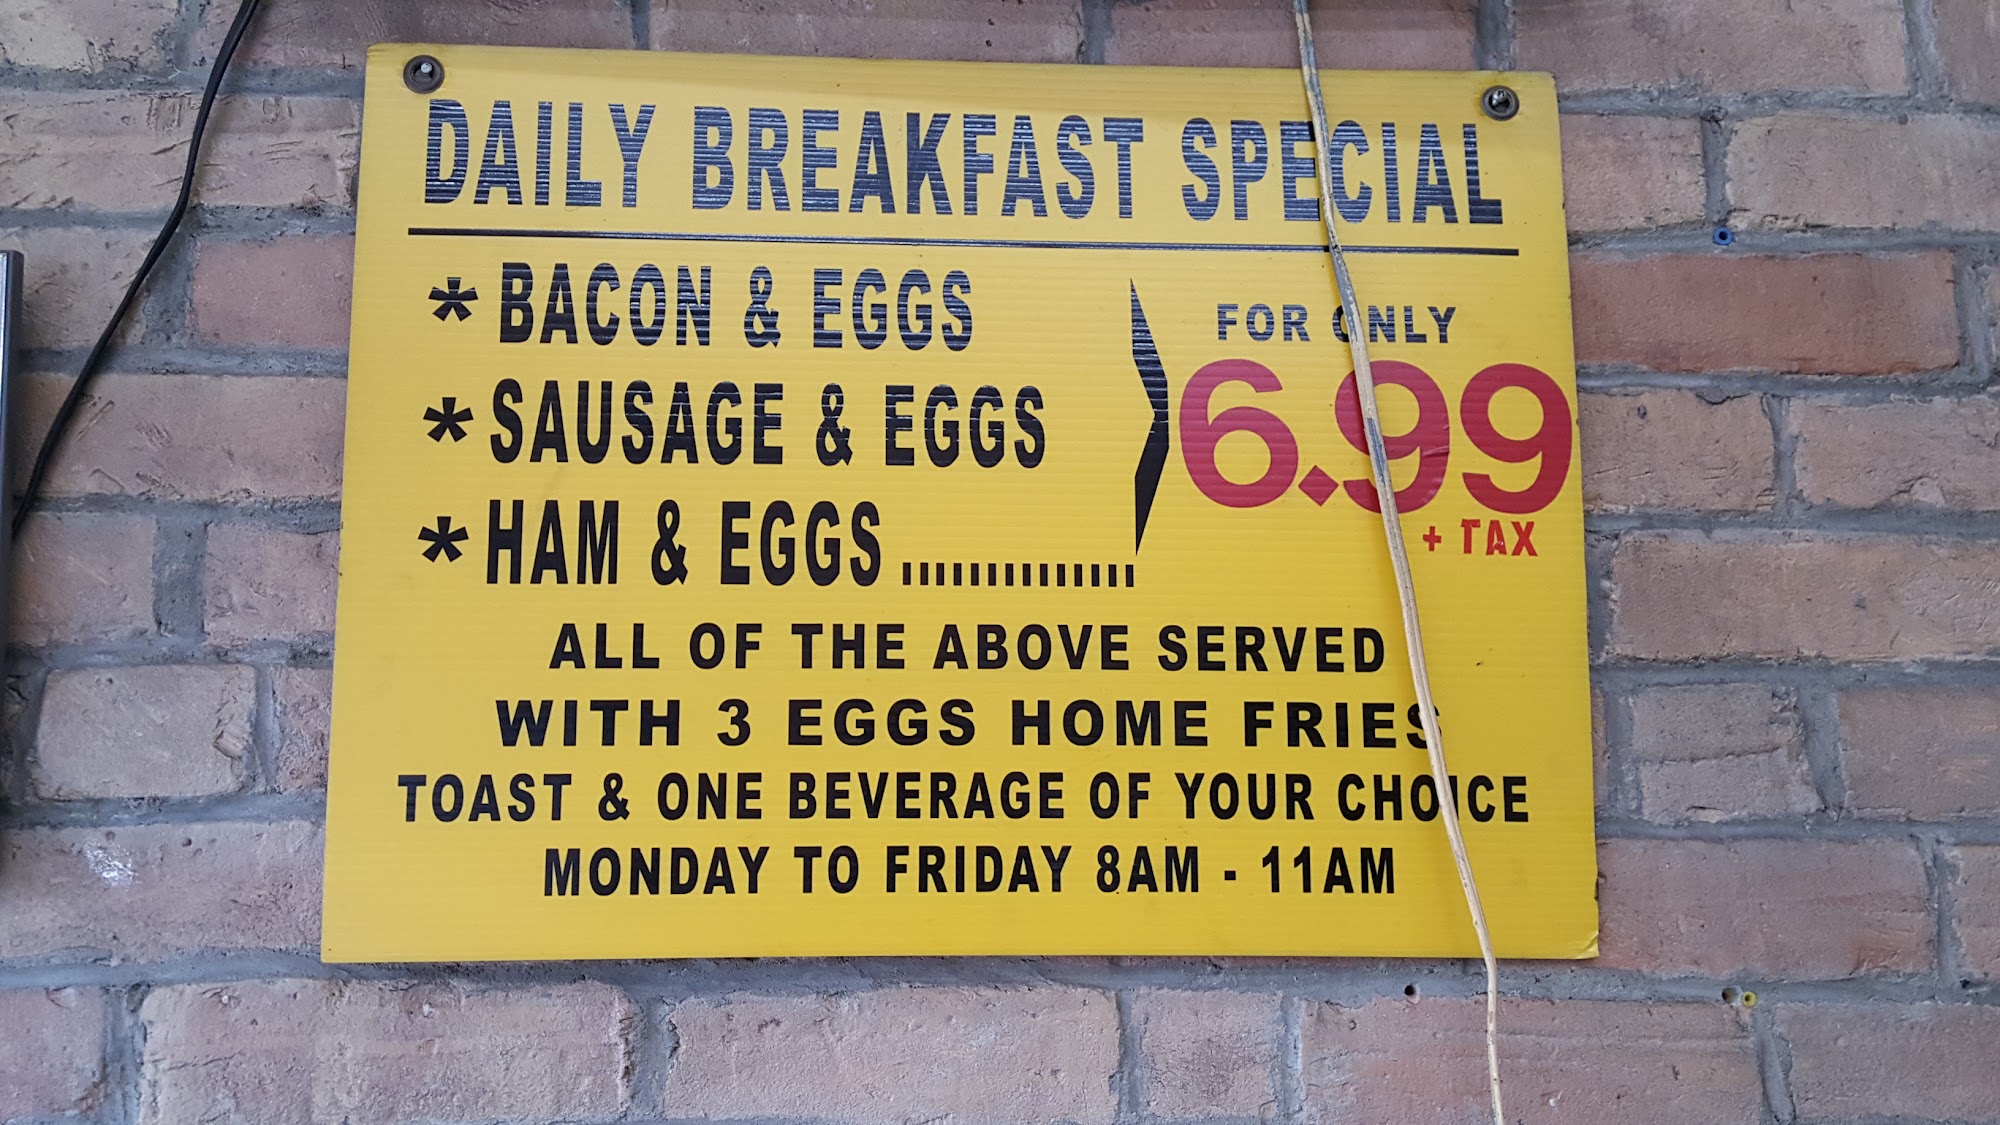 DAILY BREAKFAST SPECIAL
* BACON & EGGS
* SAUSAGE & EGGS
* HAM & EGGS ..............
FOR ONLY
6.99
+ TAX
ALL OF THE ABOVE SERVED
WITH 3 EGGS HOME FRIES
TOAST & ONE BEVERAGE OF YOUR CHOICE
MONDAY TO FRIDAY 8AM - 11AM